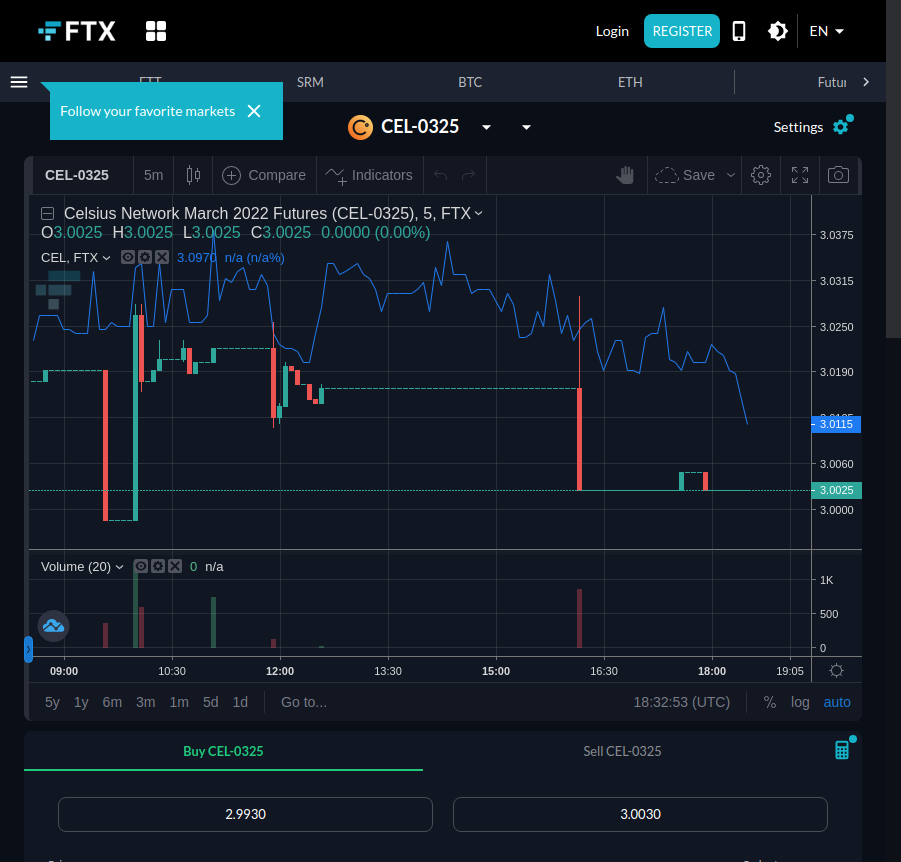 FTX
Login
REGISTER
EN
FTT
SRM
BTC
ETH
Futur
Follow your favorite markets
CEL-0325
Settings
CEL-0325
5m
Compare
Indicators
Save
Celsius Network March 2022 Futures (CEL-0325), 5, FTX
O3.0025 H3.0025 L3.0025 C3.0025 0.0000 (0.00%)
CEL, FTX 3.0970 n/a (n/a%)
3.0375
3.0315
3.0250
3.0190
3.0125
3.0115
3.0060
3.0025
3.0000
Volume (20) 0 n/a
1K
500
0
09:00 10:30 12:00 13:30 15:00 16:30 18:00 19:05
5y 1y 6m 3m 1m 5d 1d Go to... 18:32:53 (UTC) % log auto
Buy CEL-0325
Sell CEL-0325
2.9930
3.0030